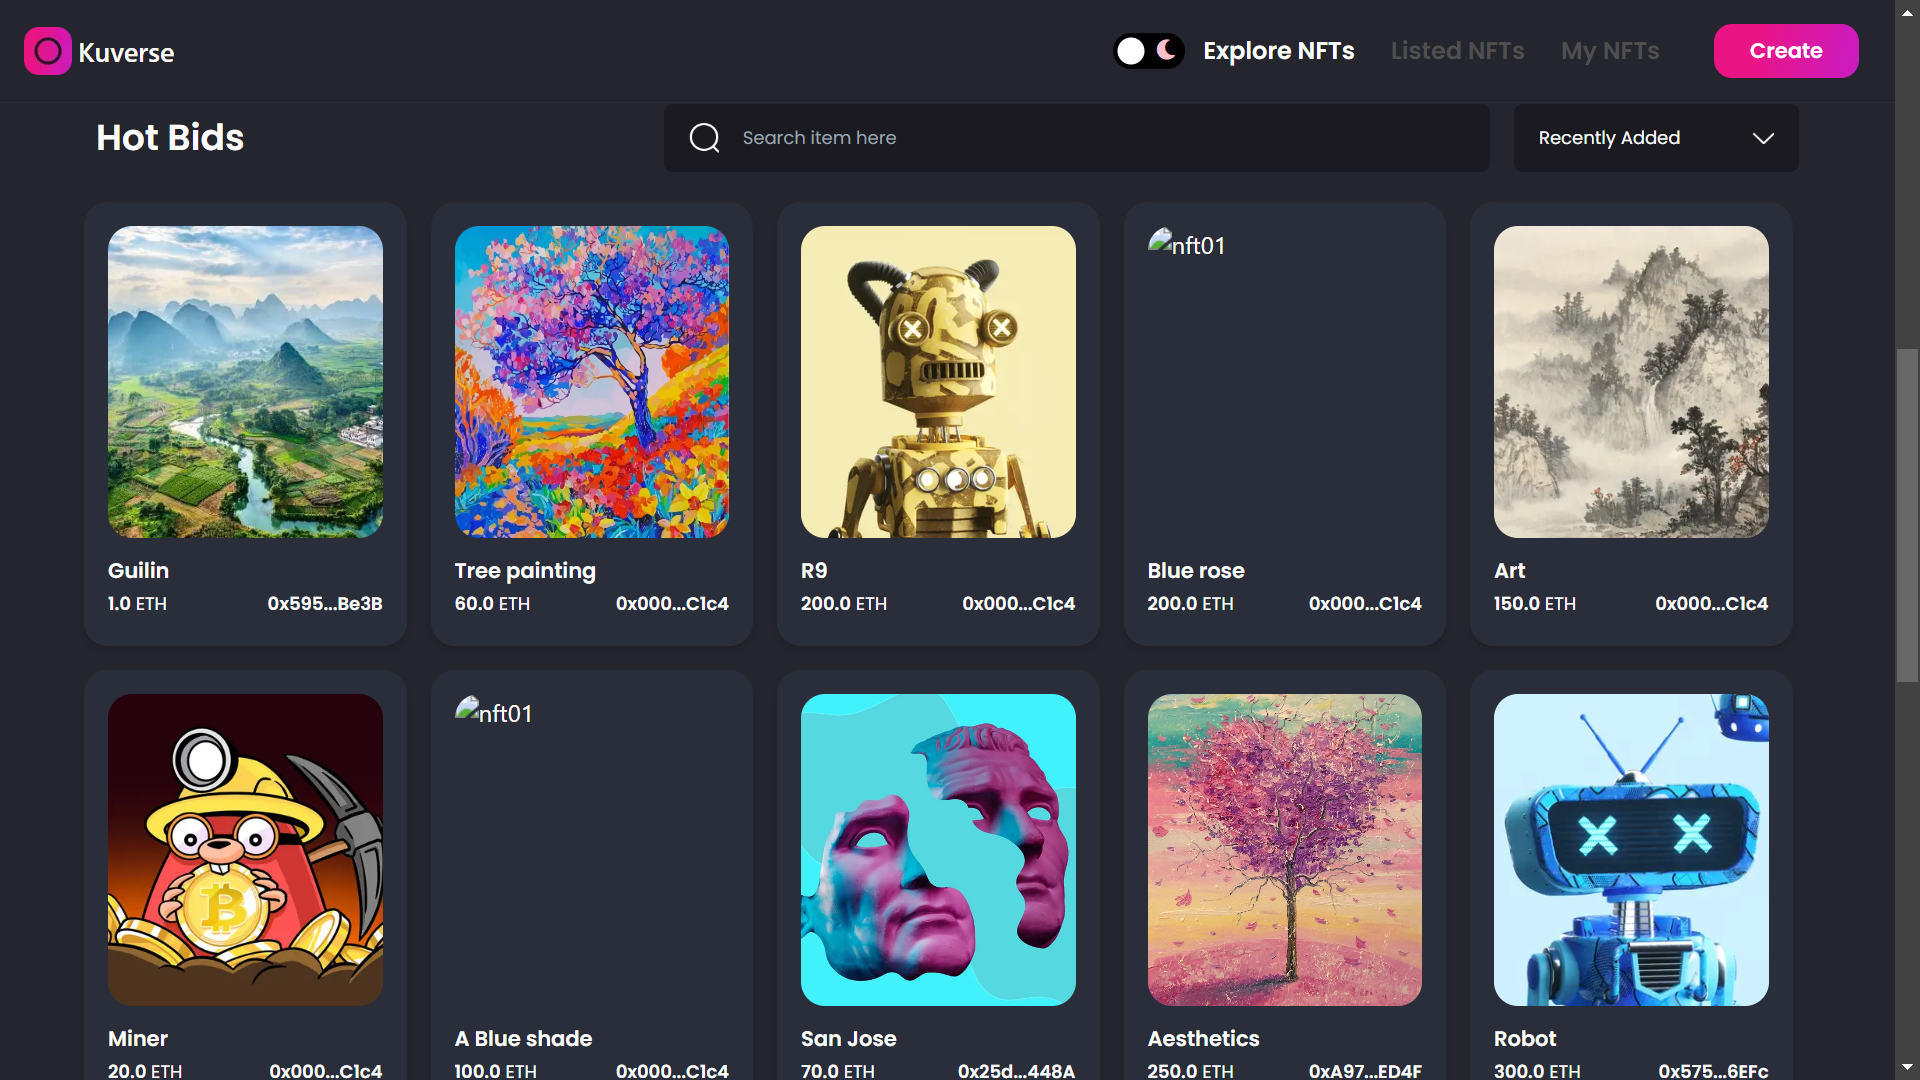 Kuverse
Explore NFTs
Listed NFTs
My NFTs
Create
Hot Bids
Search item here
Recently Added
nft01
Guilin
1.0 ETH 0x595...Be3B
Tree painting
60.0 ETH 0x000...C1c4
R9
200.0 ETH 0x000...C1c4
Blue rose
200.0 ETH 0x000...C1c4
Art
150.0 ETH 0x000...C1c4
nft01
Miner
20.0 ETH 0x000...C1c4
A Blue shade
100.0 ETH 0x000...C1c4
San Jose
70.0 ETH 0x25d...448A
Aesthetics
250.0 ETH 0xA97...ED4F
Robot
300.0 ETH 0x575...6EFc